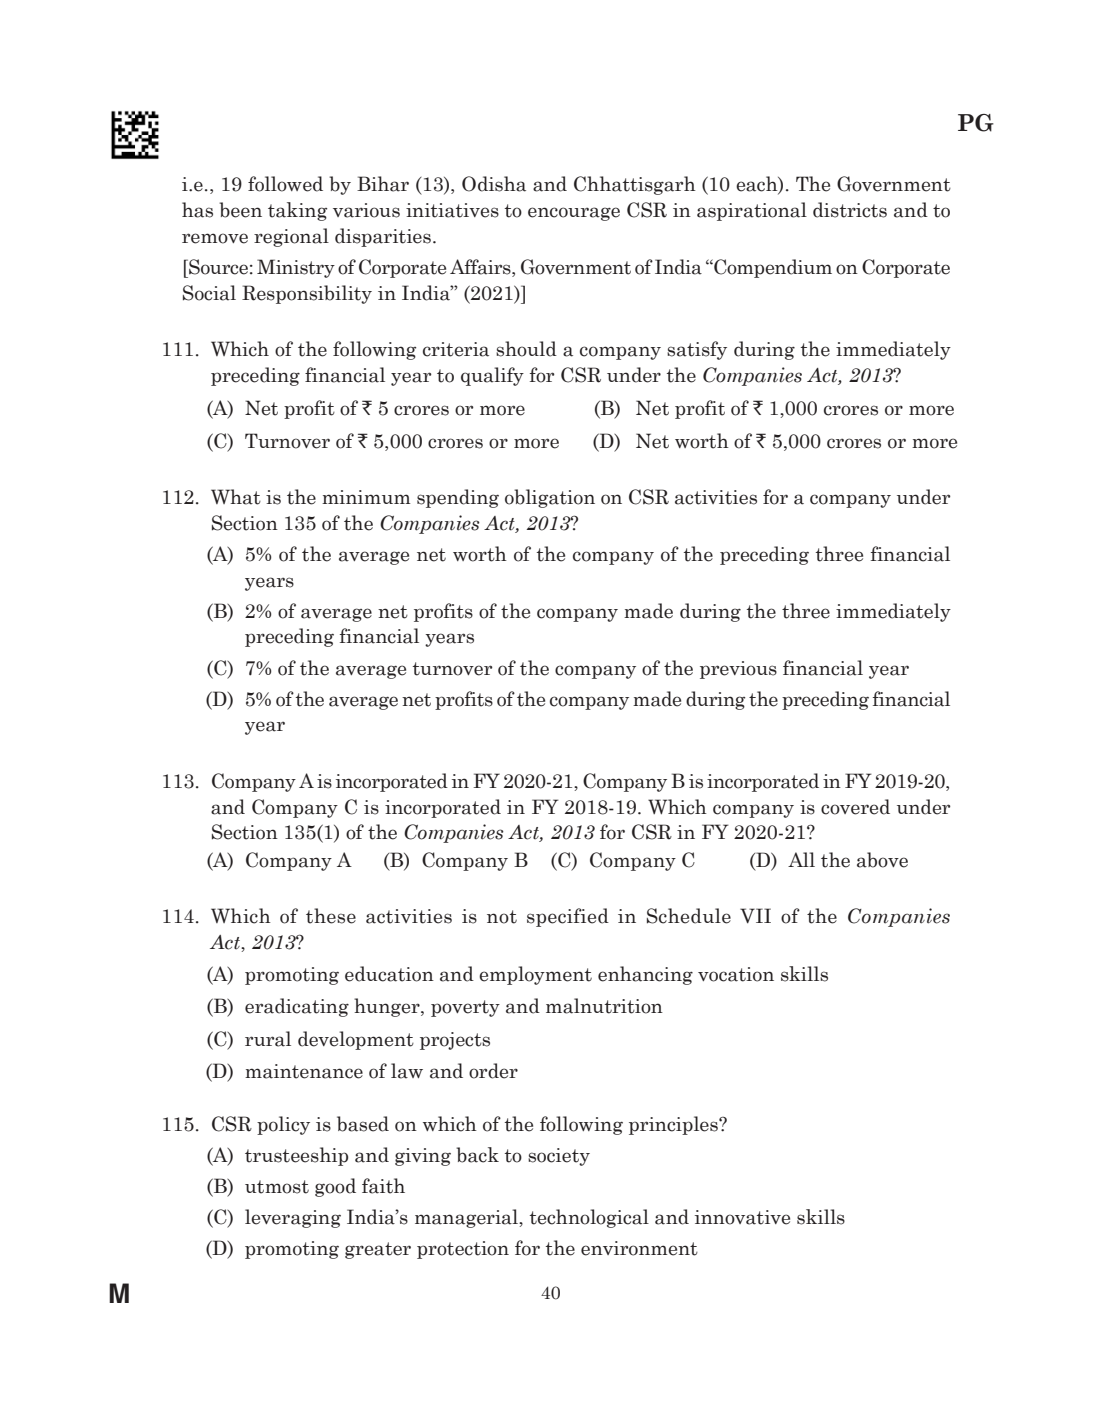 PG
i.e., 19 followed by Bihar (13), Odisha and Chhattisgarh (10 each). The Government
has been taking various initiatives to encourage CSR in aspirational districts and to
remove regional disparities.
[Source: Ministry of Corporate Affairs, Government of India “Compendium on Corporate
Social Responsibility in India” (2021)]
111. Which of the following criteria should a company satisfy during the immediately
preceding financial year to qualify for CSR under the Companies Act, 2013?
(A) Net profit of ₹ 5 crores or more (B) Net profit of ₹ 1,000 crores or more
(C) Turnover of ₹ 5,000 crores or more (D) Net worth of ₹ 5,000 crores or more
112. What is the minimum spending obligation on CSR activities for a company under
Section 135 of the Companies Act, 2013?
(A) 5% of the average net worth of the company of the preceding three financial
years
(B) 2% of average net profits of the company made during the three immediately
preceding financial years
(C) 7% of the average turnover of the company of the previous financial year
(D) 5% of the average net profits of the company made during the preceding financial
year
113. Company A is incorporated in FY 2020-21, Company B is incorporated in FY 2019-20,
and Company C is incorporated in FY 2018-19. Which company is covered under
Section 135(1) of the Companies Act, 2013 for CSR in FY 2020-21?
(A) Company A (B) Company B (C) Company C (D) All the above
114. Which of these activities is not specified in Schedule VII of the Companies
Act, 2013?
(A) promoting education and employment enhancing vocation skills
(B) eradicating hunger, poverty and malnutrition
(C) rural development projects
(D) maintenance of law and order
115. CSR policy is based on which of the following principles?
(A) trusteeship and giving back to society
(B) utmost good faith
(C) leveraging India’s managerial, technological and innovative skills
(D) promoting greater protection for the environment
M 40